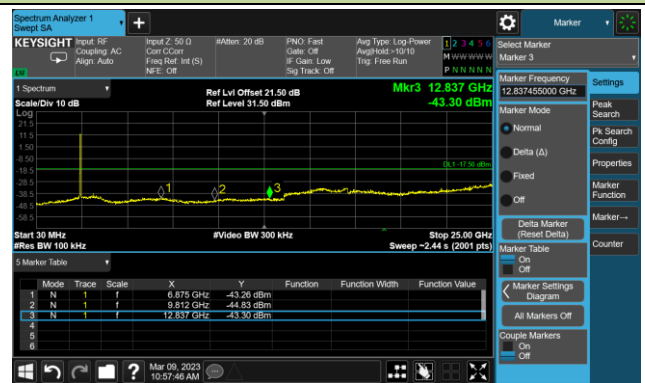 Spectrum Analyzer 1
Swept SA
Marker
KEYSIGHT
Input: RF
Coupling: AC
Align: Auto
Input Z: 50 Ω
Corr CCorr
Freq Ref: Int (S)
NFE: Off
#Atten: 20 dB
PNO: Fast
Gate: Off
IF Gain: Low
Sig Track: Off
Avg Type: Log-Power
Avg|Hold:>10/10
Trig: Free Run
1 2 3 4 5 6
M W W W W W
P N N N N N
LU
Select Marker
Marker 3
1 Spectrum
Scale/Div 10 dB
Log
Ref Lvl Offset 21.50 dB
Ref Level 31.50 dBm
Mkr3 12.837 GHz
-43.30 dBm
21.5
11.5
1.50
-8.50
-18.5
-28.5
-38.5
-48.5
-58.5
DL1 -17.50 dBm
1
2
3
Start 30 MHz
#Res BW 100 kHz
#Video BW 300 kHz
Stop 25.00 GHz
Sweep ~2.44 s (2001 pts)
5 Marker Table
Mode Trace Scale X Y Function Function Width Function Value
1 N 1 f 6.875 GHz -43.26 dBm
2 N 1 f 9.812 GHz -44.83 dBm
3 N 1 f 12.837 GHz -43.30 dBm
4
5
6
Marker Frequency
12.837455000 GHz
Marker Mode
Normal
Delta (Δ)
Fixed
Off
Delta Marker
(Reset Delta)
Marker Table
On
Off
Marker Settings
Diagram
All Markers Off
Couple Markers
On
Off
Settings
Peak
Search
Pk Search
Config
Properties
Marker
Function
Marker→
Counter
?
Mar 09, 2023
10:57:46 AM